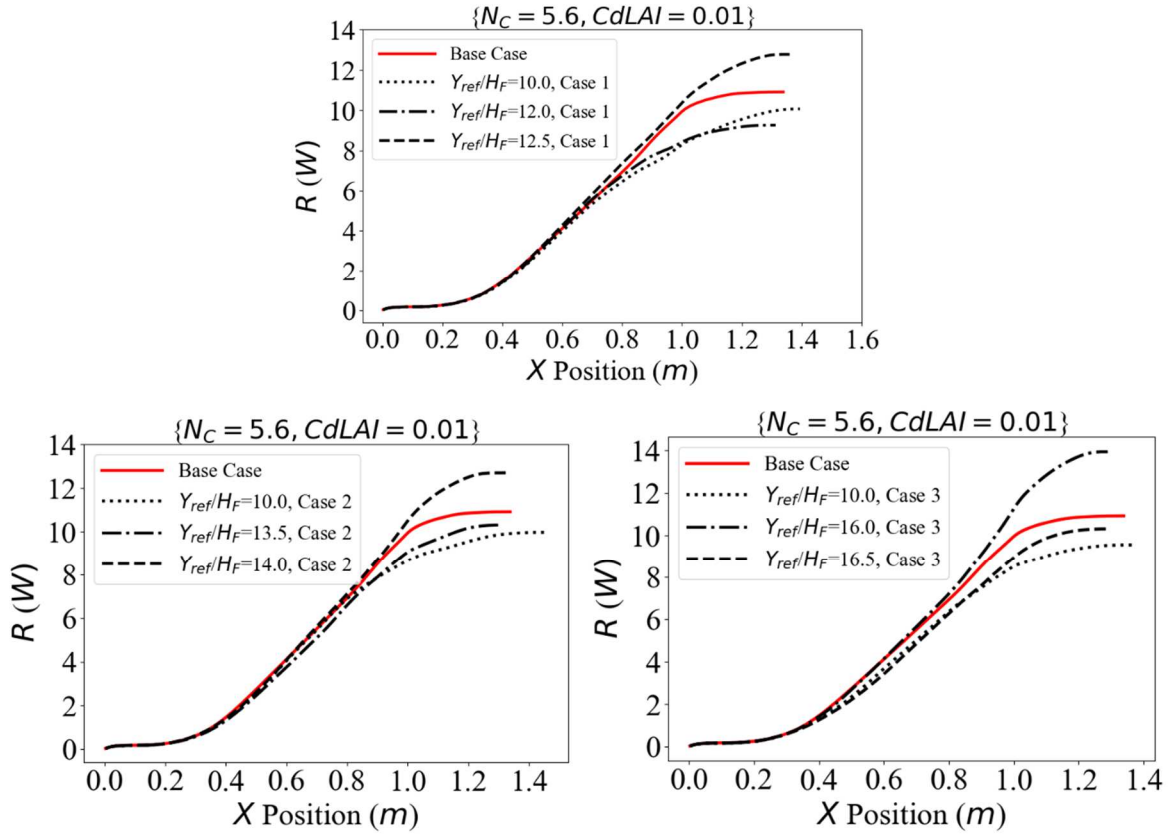 {N_C = 5.6, CdLAI = 0.01}
14
12
10
8
6
4
2
0
R (W)
Base Case
Y_ref/H_F=10.0, Case 1
Y_ref/H_F=12.0, Case 1
Y_ref/H_F=12.5, Case 1
0.0 0.2 0.4 0.6 0.8 1.0 1.2 1.4 1.6
X Position (m)
{N_C = 5.6, CdLAI = 0.01}
14
12
10
8
6
4
2
0
R (W)
Base Case
Y_ref/H_F=10.0, Case 2
Y_ref/H_F=13.5, Case 2
Y_ref/H_F=14.0, Case 2
0.0 0.2 0.4 0.6 0.8 1.0 1.2 1.4
X Position (m)
{N_C = 5.6, CdLAI = 0.01}
14
12
10
8
6
4
2
0
R (W)
Base Case
Y_ref/H_F=10.0, Case 3
Y_ref/H_F=16.0, Case 3
Y_ref/H_F=16.5, Case 3
0.0 0.2 0.4 0.6 0.8 1.0 1.2 1.4
X Position (m)